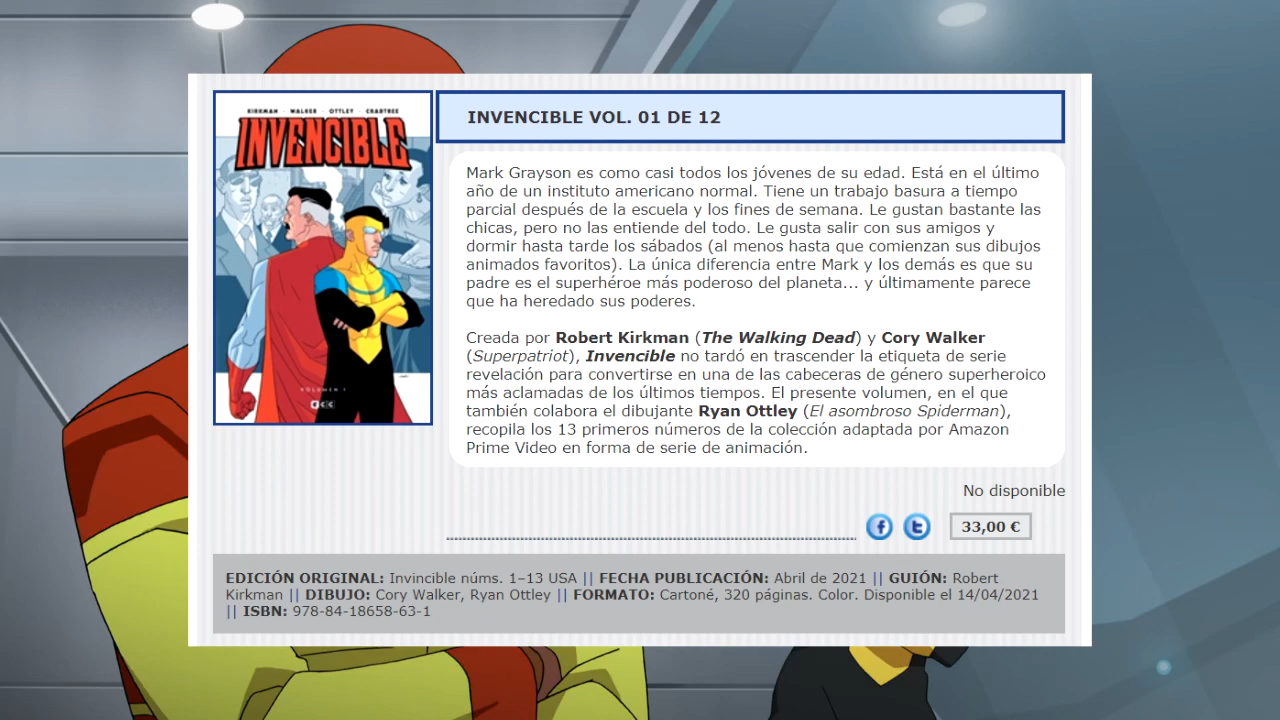 KIRKMAN · WALKER · OTTLEY · CRABTREE
INVENCIBLE
VOLUMEN 1
ECC
INVENCIBLE VOL. 01 DE 12
Mark Grayson es como casi todos los jóvenes de su edad. Está en el último
año de un instituto americano normal. Tiene un trabajo basura a tiempo
parcial después de la escuela y los fines de semana. Le gustan bastante las
chicas, pero no las entiende del todo. Le gusta salir con sus amigos y
dormir hasta tarde los sábados (al menos hasta que comienzan sus dibujos
animados favoritos). La única diferencia entre Mark y los demás es que su
padre es el superhéroe más poderoso del planeta... y últimamente parece
que ha heredado sus poderes.
Creada por Robert Kirkman (The Walking Dead) y Cory Walker
(Superpatriot), Invencible no tardó en trascender la etiqueta de serie
revelación para convertirse en una de las cabeceras de género superheroico
más aclamadas de los últimos tiempos. El presente volumen, en el que
también colabora el dibujante Ryan Ottley (El asombroso Spiderman),
recopila los 13 primeros números de la colección adaptada por Amazon
Prime Video en forma de serie de animación.
No disponible
33,00 €
EDICIÓN ORIGINAL: Invincible núms. 1–13 USA || FECHA PUBLICACIÓN: Abril de 2021 || GUIÓN: Robert
Kirkman || DIBUJO: Cory Walker, Ryan Ottley || FORMATO: Cartoné, 320 páginas. Color. Disponible el 14/04/2021
|| ISBN: 978-84-18658-63-1